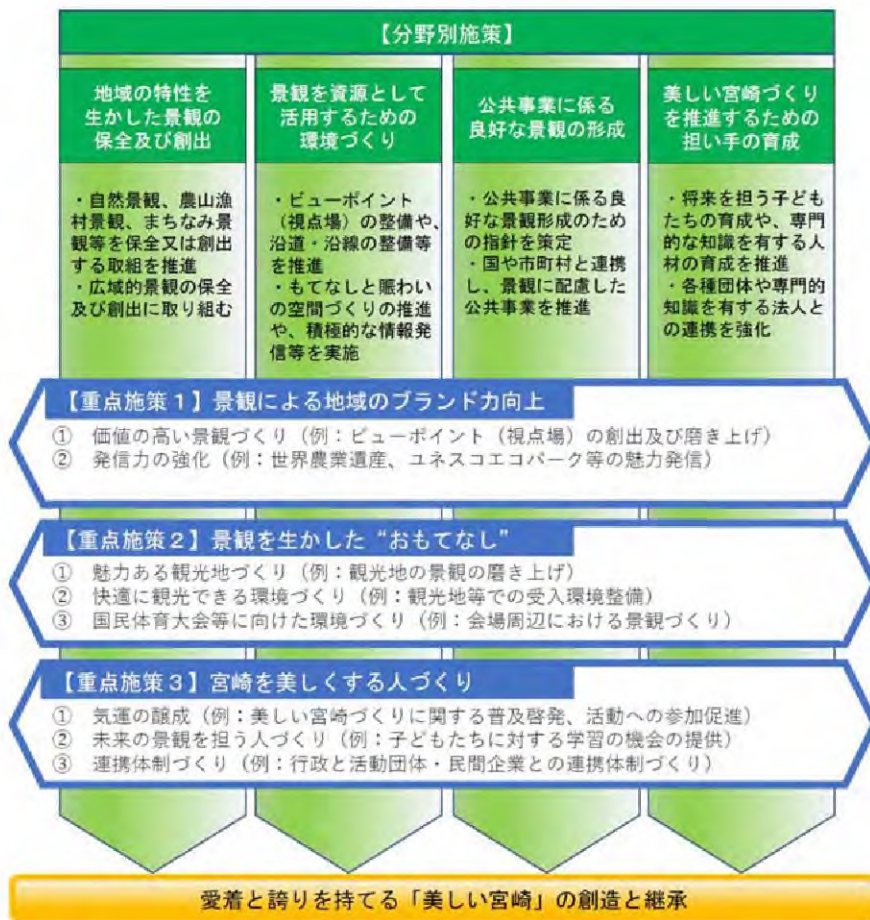 【分野別施策】
地域の特性を
生かした景観の
保全及び創出
・自然景観、農山漁
村景観、まちなみ景
観等を保全又は創出
する取組を推進
・広域的景観の保全
及び創出に取り組む
景観を資源として
活用するための
環境づくり
・ビューポイント
（視点場）の整備や、
沿道・沿線の整備等
を推進
・もてなしと賑わい
の空間づくりの推進
や、積極的な情報発
信等を実施
公共事業に係る
良好な景観の形成
・公共事業に係る良
好な景観形成のため
の指針を策定
・国や市町村と連携
し、景観に配慮した
公共事業を推進
美しい宮崎づくり
を推進するための
担い手の育成
・将来を担う子ども
たちの育成や、専門
的な知識を有する人
材の育成を推進
・各種団体や専門的
知識を有する法人と
の連携を強化
【重点施策１】景観による地域のブランド力向上
① 価値の高い景観づくり（例：ビューポイント（視点場）の創出及び磨き上げ）
② 発信力の強化（例：世界農業遺産、ユネスコエコパーク等の魅力発信）
【重点施策２】景観を生かした“おもてなし”
① 魅力ある観光地づくり（例：観光地の景観の磨き上げ）
② 快適に観光できる環境づくり（例：観光地等での受入環境整備）
③ 国民体育大会等に向けた環境づくり（例：会場周辺における景観づくり）
【重点施策３】宮崎を美しくする人づくり
① 気運の醸成（例：美しい宮崎づくりに関する普及啓発、活動への参加促進）
② 未来の景観を担う人づくり（例：子どもたちに対する学習の機会の提供）
③ 連携体制づくり（例：行政と活動団体・民間企業との連携体制づくり）
愛着と誇りを持てる「美しい宮崎」の創造と継承